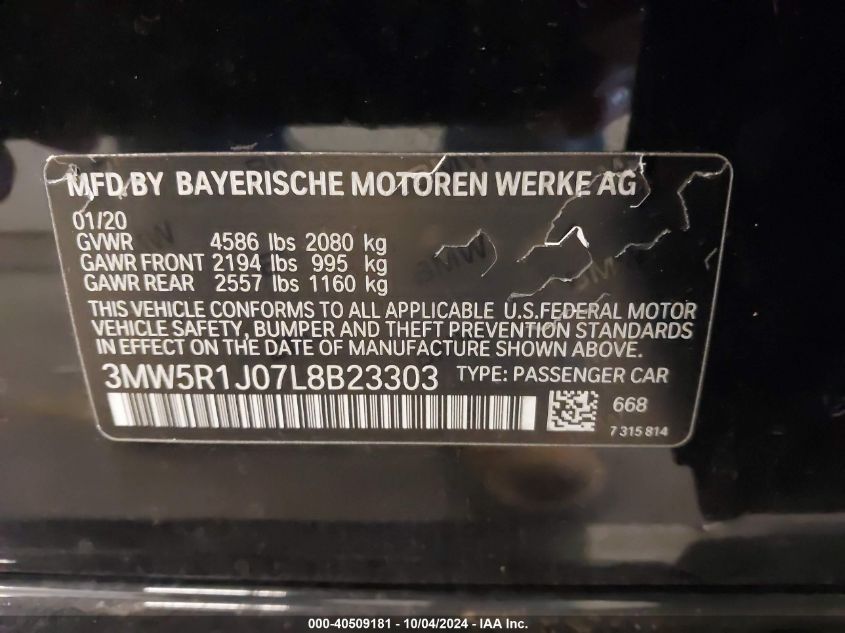 MFD.BY BAYERISCHE MOTOREN WERKE AG
01/20
GVWR 4586 lbs 2080 kg
GAWR FRONT 2194 lbs 995 kg
GAWR REAR 2557 lbs 1160 kg
THIS VEHICLE CONFORMS TO ALL APPLICABLE U.S.FEDERAL MOTOR
VEHICLE SAFETY, BUMPER AND THEFT PREVENTION STANDARDS
IN EFFECT ON THE DATE OF MANUFACTURE SHOWN ABOVE.
3MW5R1J07L8B23303 TYPE: PASSENGER CAR
668
7 315 814
000-40509181 - 10/04/2024 - IAA Inc.